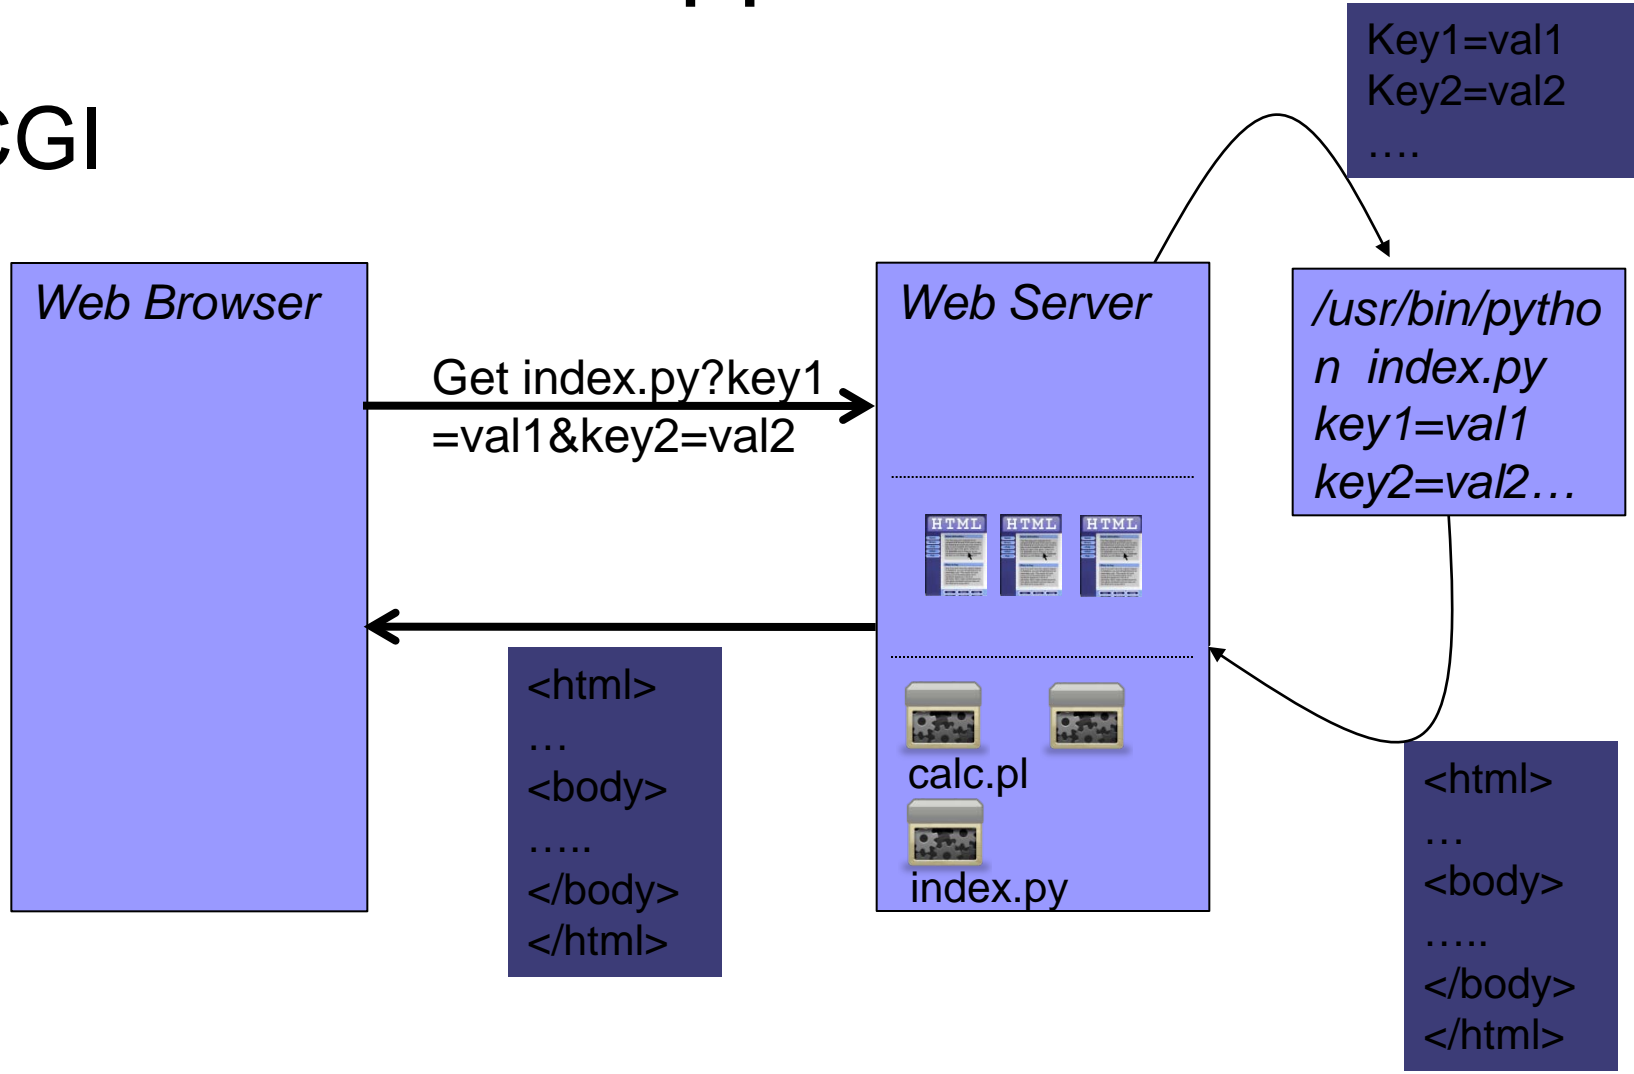 CGI
Key1=val1
Key2=val2
….
Web Browser
Get index.py?key1
=val1&key2=val2
Web Server
/usr/bin/pytho
n index.py
key1=val1
key2=val2…
HTML HTML HTML
<html>
…
<body>
…..
</body>
</html>
calc.pl
index.py
<html>
…
<body>
…..
</body>
</html>